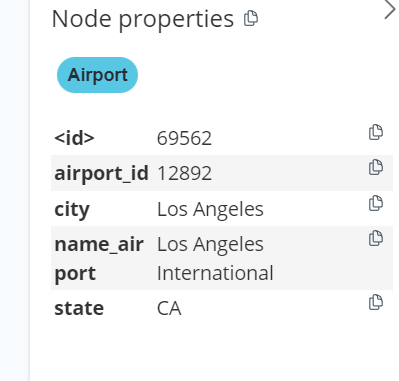 Node properties
Airport
<id> 69562
airport_id 12892
city Los Angeles
name_air Los Angeles
port International
state CA